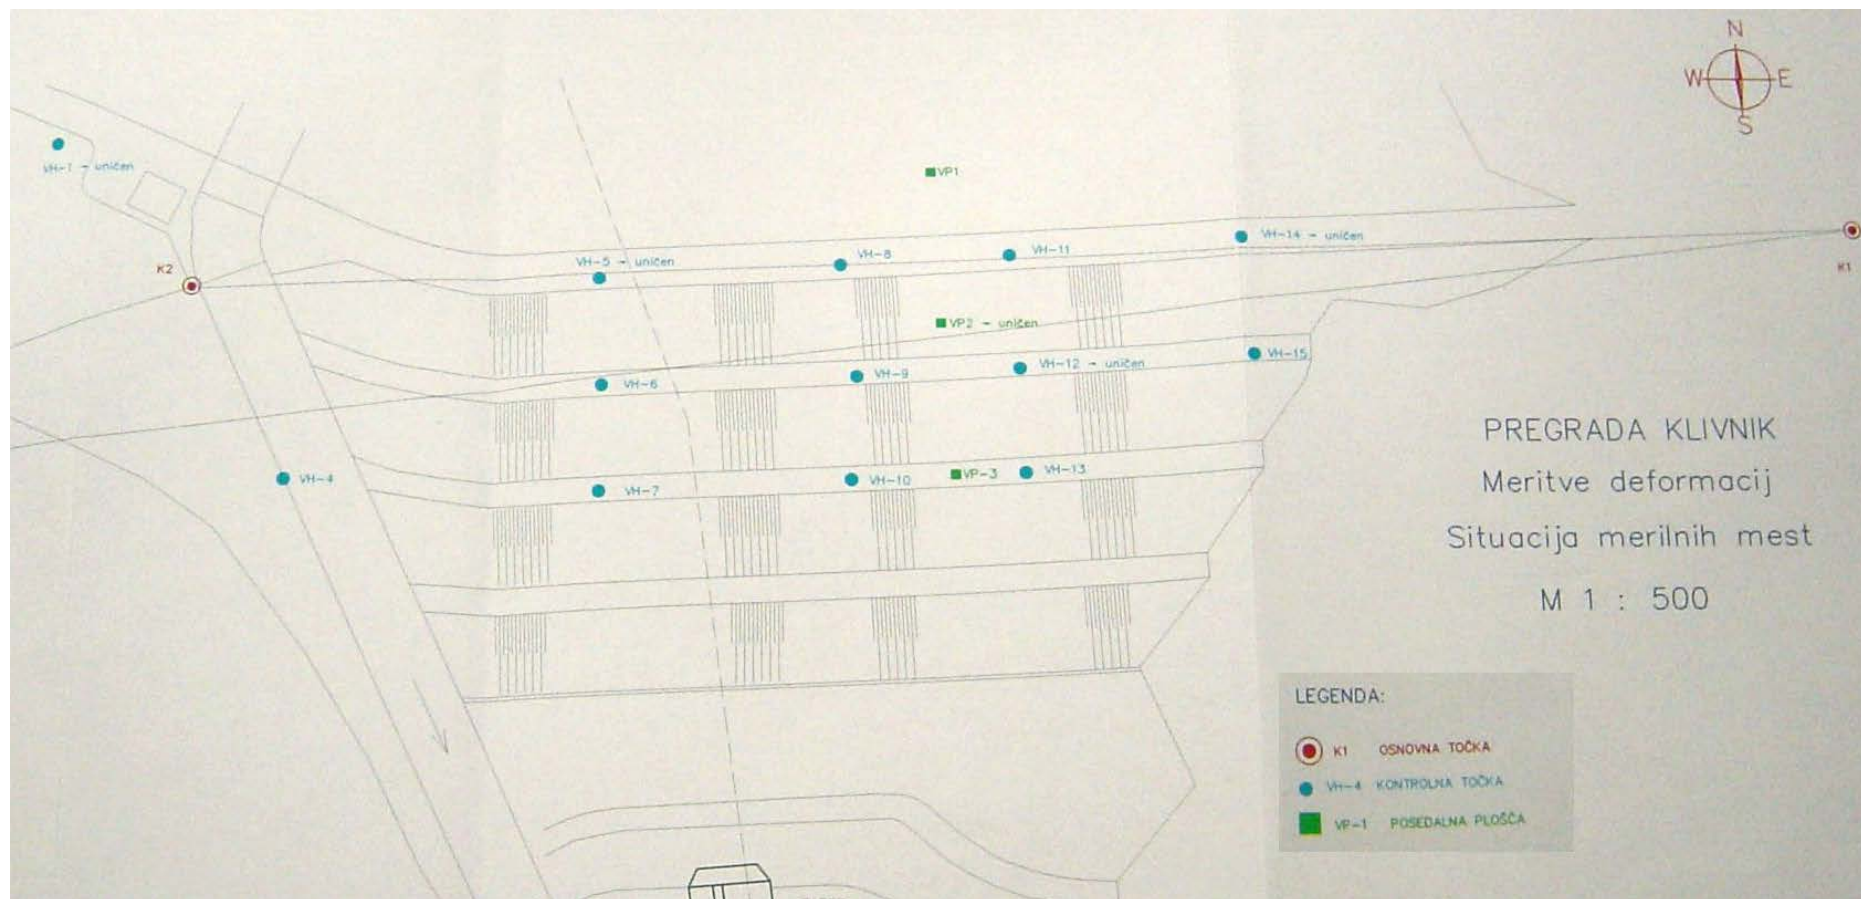 N
W E
S
VH-1 - uničen
VP1
K2
VH-5 - uničen
VH-8
VH-11
VH-14 - uničen
K1
VP2 - uničen
VH-6
VH-9
VH-12 - uničen
VH-15
VH-4
VH-7
VH-10
VP-3
VH-13
PREGRADA KLIVNIK
Meritve deformacij
Situacija merilnih mest
M 1 : 500
LEGENDA:
K1 OSNOVNA TOČKA
VH-4 KONTROLNA TOČKA
VP-1 POSEDALNA PLOŠČA